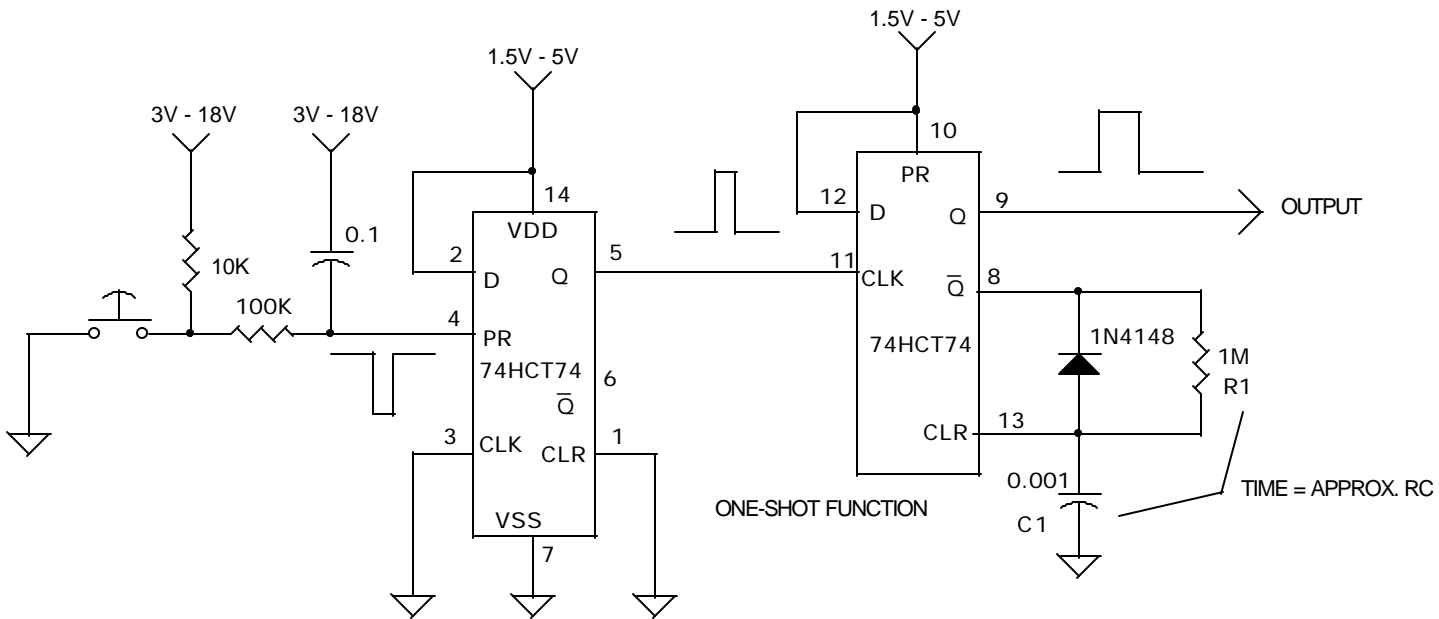 1.5V - 5V
1.5V - 5V
3V - 18V
3V - 18V
10
PR
14
12
D
Q
9
OUTPUT
VDD
0.1
2
D
Q
5
11
CLK
Q̅
8
10K
100K
4
PR
74HCT74
1N4148
1M
R1
74HCT74
6
Q̅
3
CLK
CLR
1
CLR
13
0.001
C1
TIME = APPROX. RC
ONE-SHOT FUNCTION
VSS
7